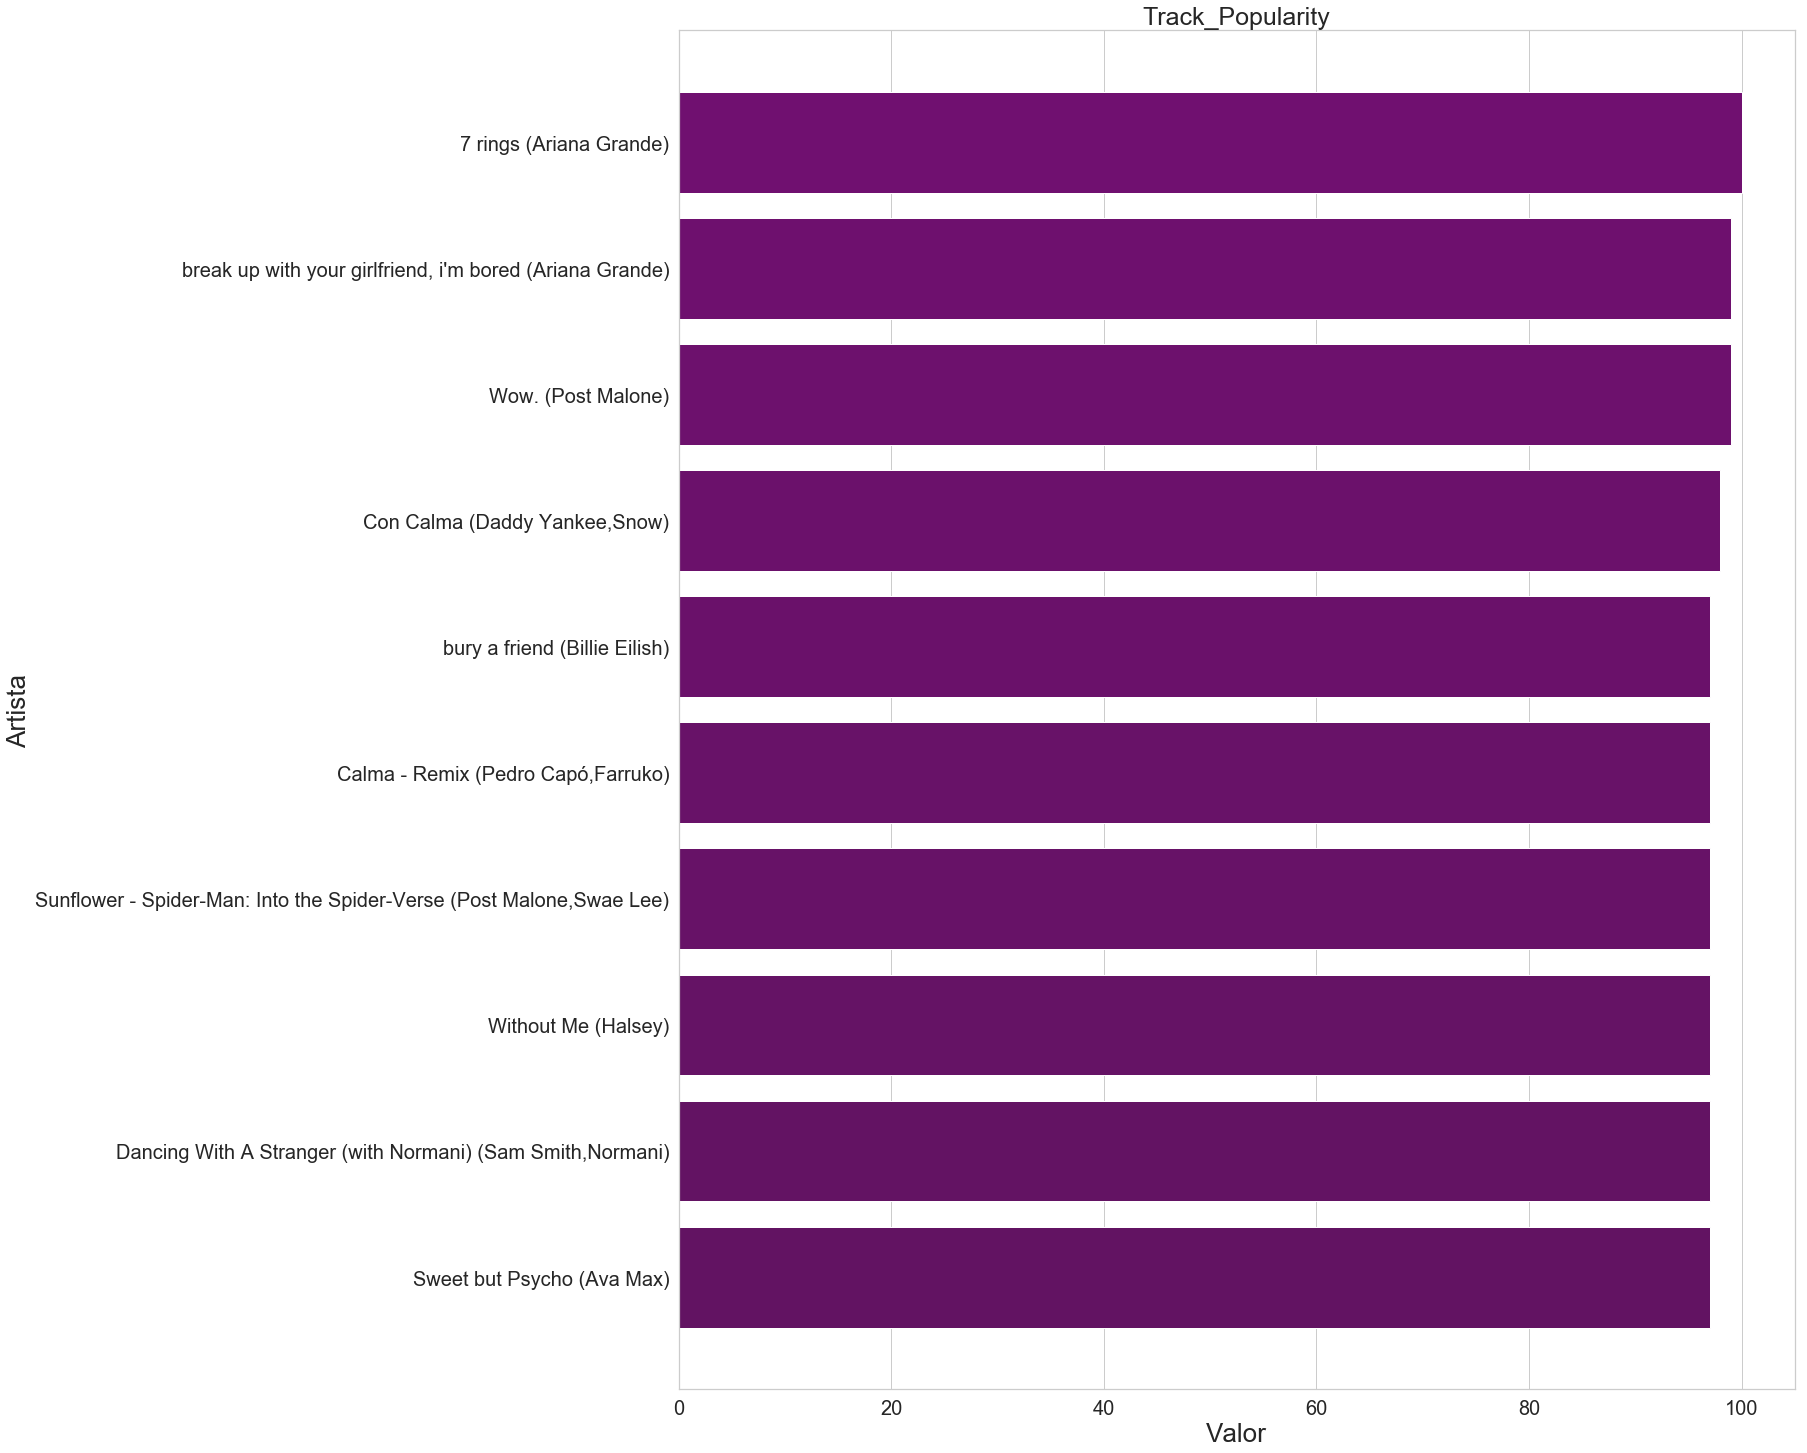 Track_Popularity
7 rings (Ariana Grande)
break up with your girlfriend, i'm bored (Ariana Grande)
Wow. (Post Malone)
Con Calma (Daddy Yankee,Snow)
bury a friend (Billie Eilish)
Calma - Remix (Pedro Capó,Farruko)
Sunflower - Spider-Man: Into the Spider-Verse (Post Malone,Swae Lee)
Without Me (Halsey)
Dancing With A Stranger (with Normani) (Sam Smith,Normani)
Sweet but Psycho (Ava Max)
Artista
0 20 40 60 80 100
Valor